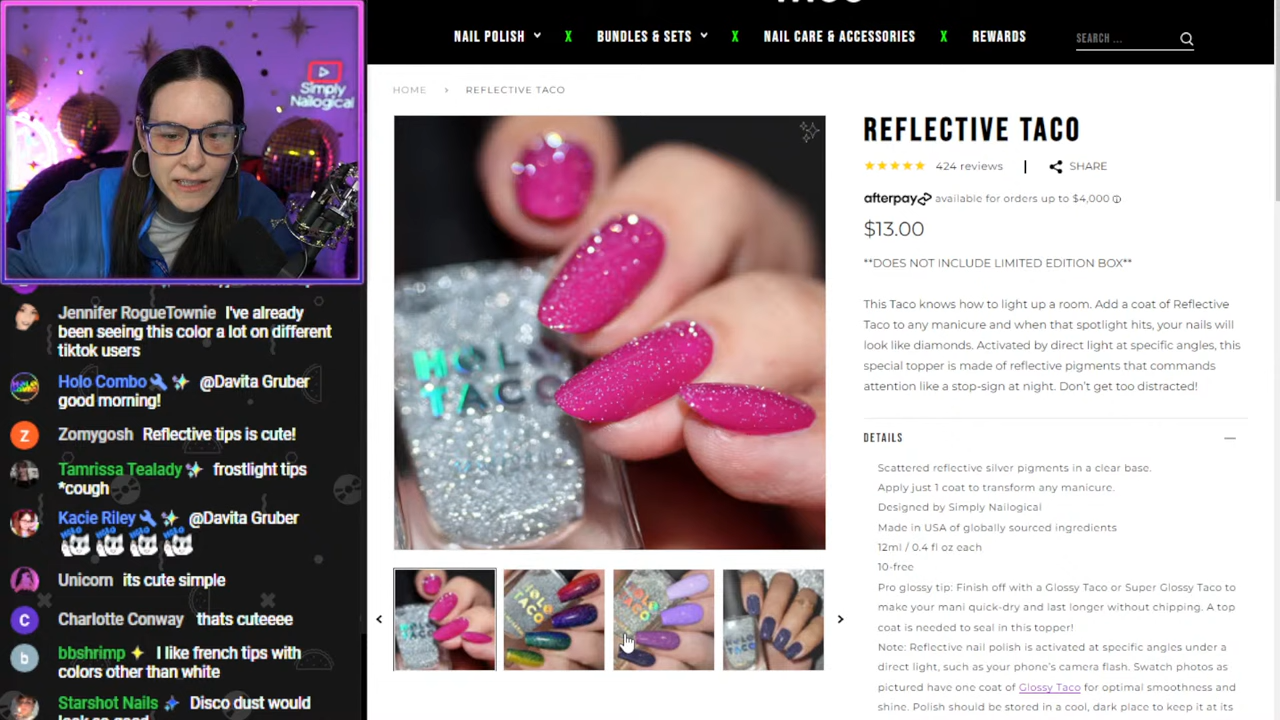 Simply
Nailogical
Jennifer RogueTownie I've already
been seeing this color a lot on different
tiktok users
Holo Combo @Davita Gruber
good morning!
Z
Zomygosh Reflective tips is cute!
Tamrissa Tealady frostlight tips
*cough
Kacie Riley @Davita Gruber
Unicorn its cute simple
C
Charlotte Conway thats cuteeee
b
bbshrimp I like french tips with
colors other than white
Starshot Nails Disco dust would
NAIL POLISH
X
BUNDLES & SETS
X
NAIL CARE & ACCESSORIES
X
REWARDS
SEARCH ...
HOME › REFLECTIVE TACO
HOLO
TACO
REFLECTIVE TACO
424 reviews | SHARE
afterpay available for orders up to $4,000
$13.00
**DOES NOT INCLUDE LIMITED EDITION BOX**
This Taco knows how to light up a room. Add a coat of Reflective
Taco to any manicure and when that spotlight hits, your nails will
look like diamonds. Activated by direct light at specific angles, this
special topper is made of reflective pigments that commands
attention like a stop-sign at night. Don't get too distracted!
DETAILS
Scattered reflective silver pigments in a clear base.
Apply just 1 coat to transform any manicure.
Designed by Simply Nailogical
Made in USA of globally sourced ingredients
12ml / 0.4 fl oz each
10-free
Pro glossy tip: Finish off with a Glossy Taco or Super Glossy Taco to
make your mani quick-dry and last longer without chipping. A top
coat is needed to seal in this topper!
Note: Reflective nail polish is activated at specific angles under a
direct light, such as your phone's camera flash. Swatch photos as
pictured have one coat of Glossy Taco for optimal smoothness and
shine. Polish should be stored in a cool, dark place to keep it at its